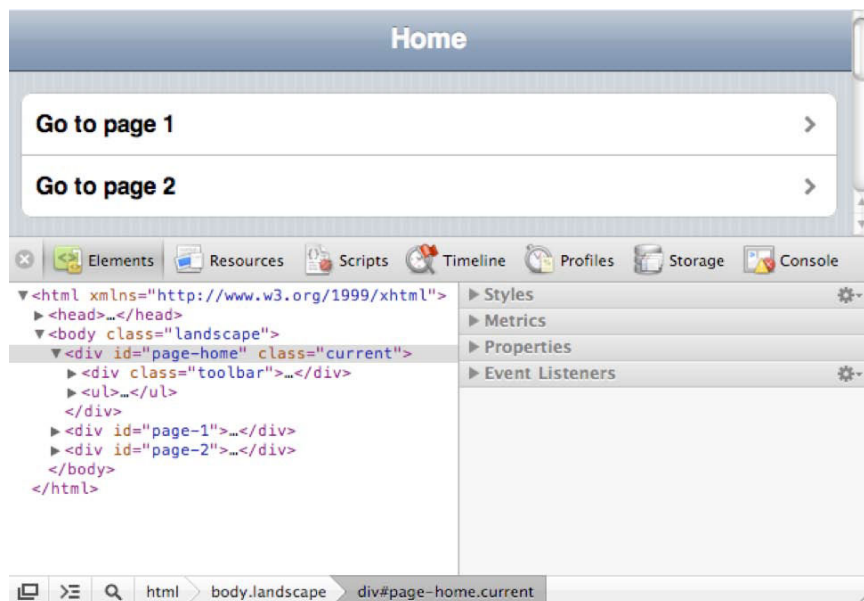 Home
Go to page 1
Go to page 2
Elements Resources Scripts Timeline Profiles Storage Console
▼<html xmlns="http://www.w3.org/1999/xhtml">
▶<head>…</head>
▼<body class="landscape">
▼<div id="page-home" class="current">
▶<div class="toolbar">…</div>
▶<ul>…</ul>
</div>
▶<div id="page-1">…</div>
▶<div id="page-2">…</div>
</body>
</html>
▶ Styles
▶ Metrics
▶ Properties
▶ Event Listeners
html body.landscape div#page-home.current